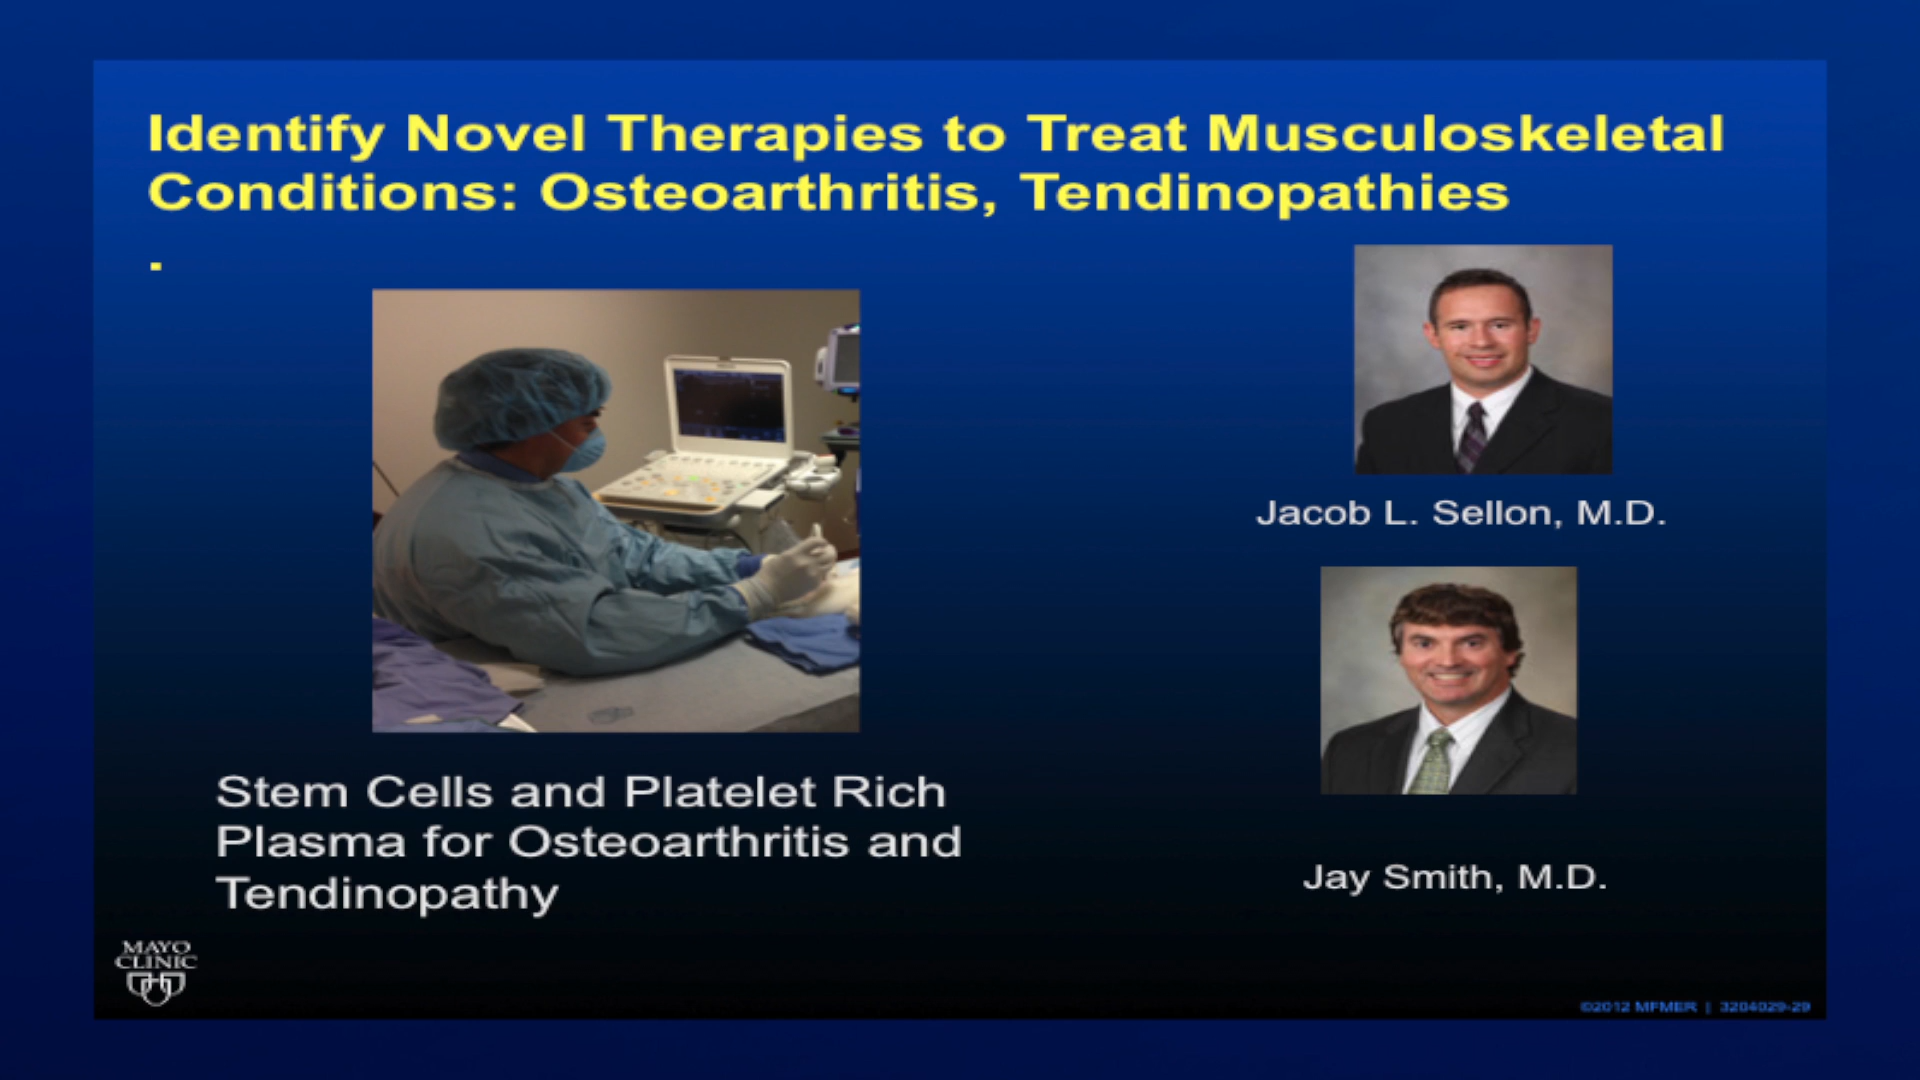 Identify Novel Therapies to Treat Musculoskeletal
Conditions: Osteoarthritis, Tendinopathies
.
Jacob L. Sellon, M.D.
Stem Cells and Platelet Rich
Plasma for Osteoarthritis and
Tendinopathy
Jay Smith, M.D.
MAYO
CLINIC
©2012 MFMER | 3204029-29